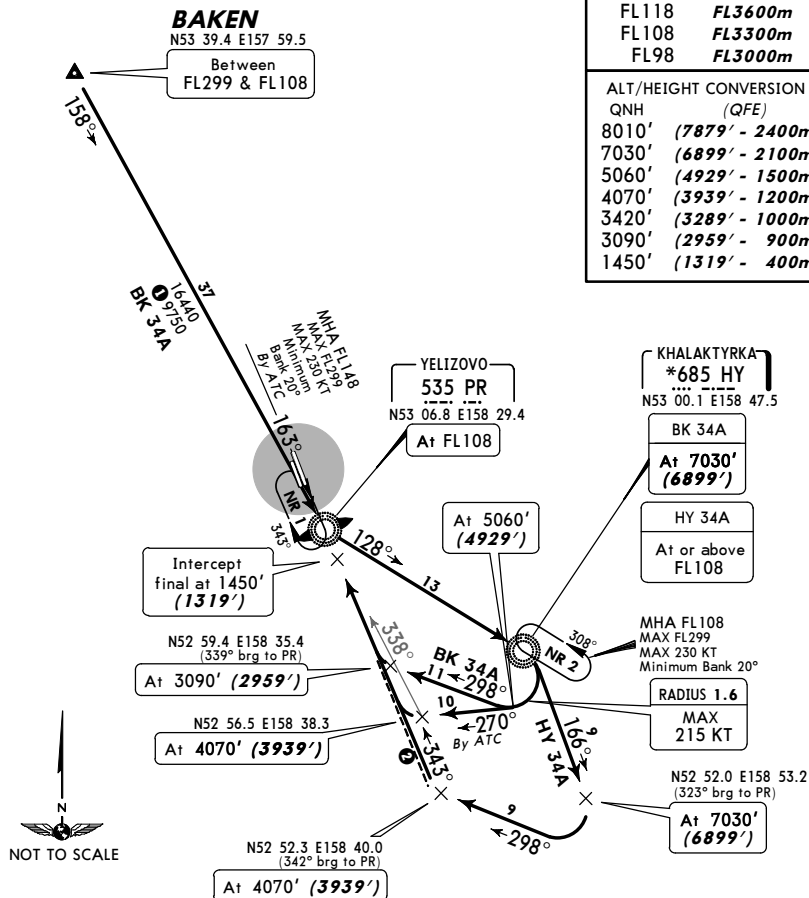 BAKEN
N53 39.4 E157 59.5
Between
FL299 & FL108
FL118 FL3600m
FL108 FL3300m
FL98 FL3000m
ALT/HEIGHT CONVERSION
QNH (QFE)
8010' (7879' - 2400m
7030' (6899' - 2100m
5060' (4929' - 1500m
4070' (3939' - 1200m
3420' (3289' - 1000m
3090' (2959' - 900m
1450' (1319' - 400m
158°
37
16440
1 9750
BK 34A
MHA FL148
MAX FL299
MAX 230 KT
Minimum
Bank 20°
By ATC
163°
NR 1
343°
YELIZOVO
535 PR
N53 06.8 E158 29.4
At FL108
KHALAKTYRKA
*685 HY
N53 00.1 E158 47.5
BK 34A
At 7030'
(6899')
HY 34A
At or above
FL108
At 5060'
(4929')
128°
13
Intercept
final at 1450'
(1319')
308°
NR 2
MHA FL108
MAX FL299
MAX 230 KT
Minimum Bank 20°
N52 59.4 E158 35.4
(339° brg to PR)
At 3090' (2959')
338°
BK 34A
11
298°
10
270°
By ATC
RADIUS 1.6
MAX
215 KT
N52 56.5 E158 38.3
At 4070' (3939')
2
343°
9
166°
HY 34A
N52 52.0 E158 53.2
(323° brg to PR)
At 7030'
(6899')
9
298°
N52 52.3 E158 40.0
(342° brg to PR)
At 4070' (3939')
N
NOT TO SCALE